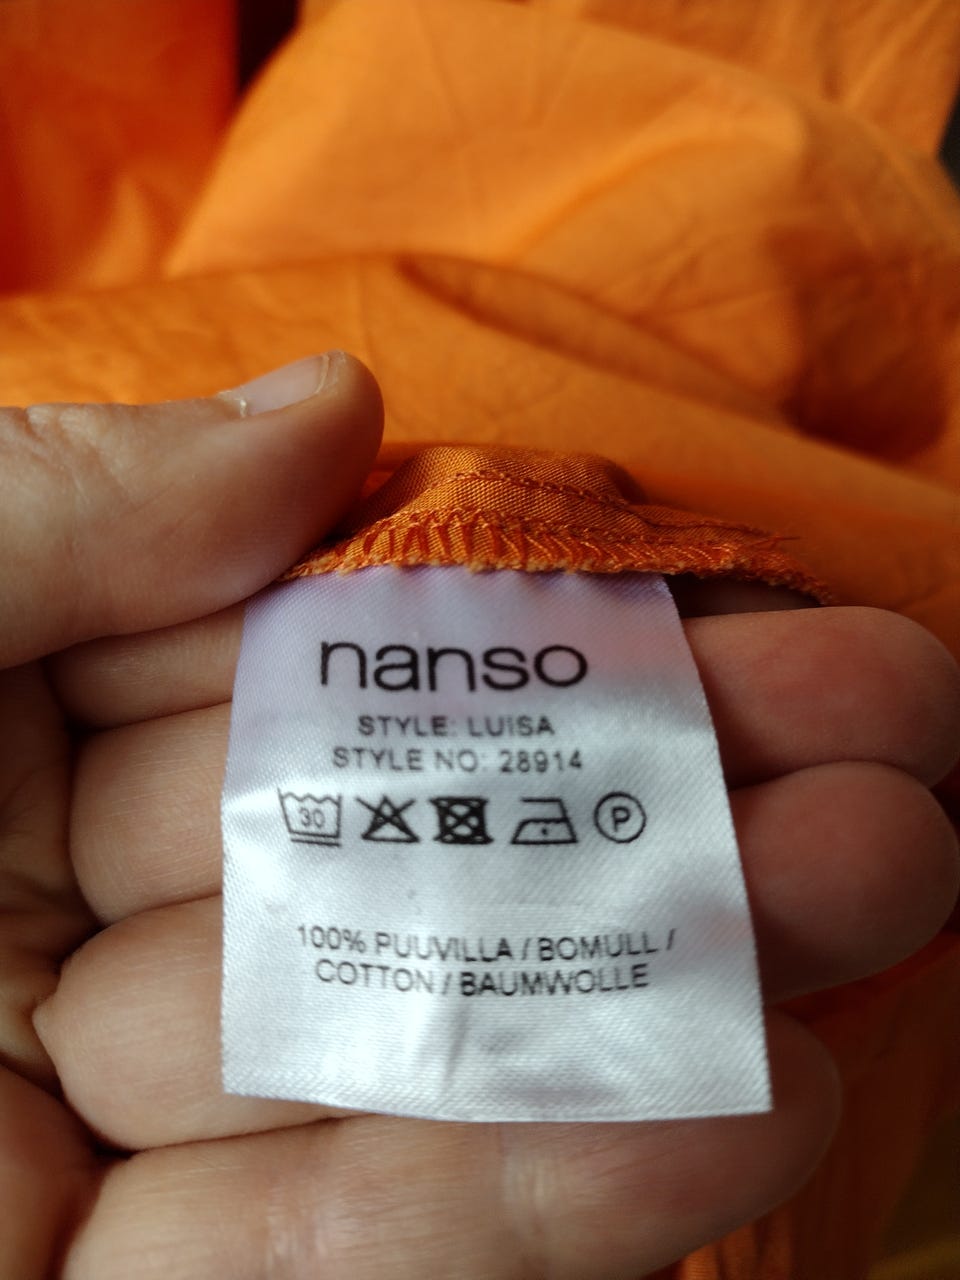 nanso
STYLE: LUISA
STYLE NO: 28914
30 P
100% PUUVILLA / BOMULL /
COTTON / BAUMWOLLE